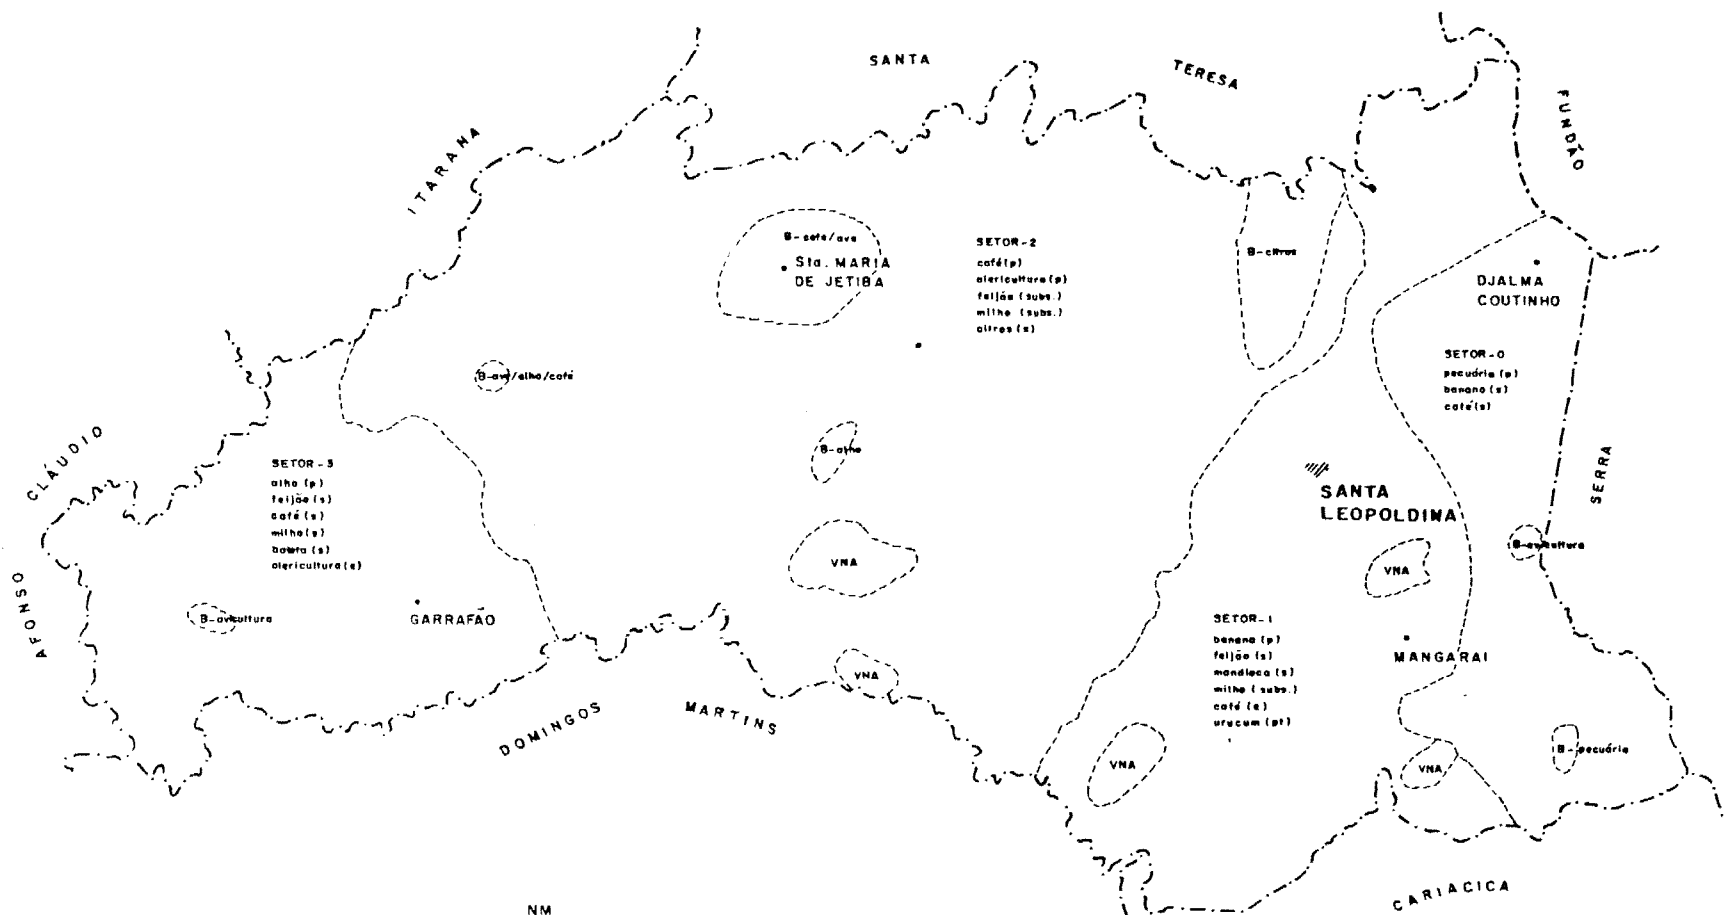 SANTA
TERESA
FUNDÃO
ITARANA
B-sete/ave
Sta. MARIA
DE JETIBA
SETOR-2
café(p)
olericultura(p)
feijão (subs.)
milho (subs.)
citros(s)
B-citros
DJALMA
COUTINHO
SETOR-0
pecuária (p)
banana (s)
café(s)
B-ave/alho/café
B-alho
CLÁUDIO
SETOR-3
alho (p)
feijão (s)
café (s)
milho(s)
batata (s)
olericultura(s)
SERRA
SANTA
LEOPOLDINA
B-avicultura
VNA
VNA
AFONSO
B-avicultura
GARRAFÃO
SETOR-1
banana (p)
feijão (s)
mandioca (s)
milho (subs.)
café (s)
urucum (pt)
MANGARAI
VNA
DOMINGOS
MARTINS
VNA
VNA
B-pecuária
CARIACICA
NM